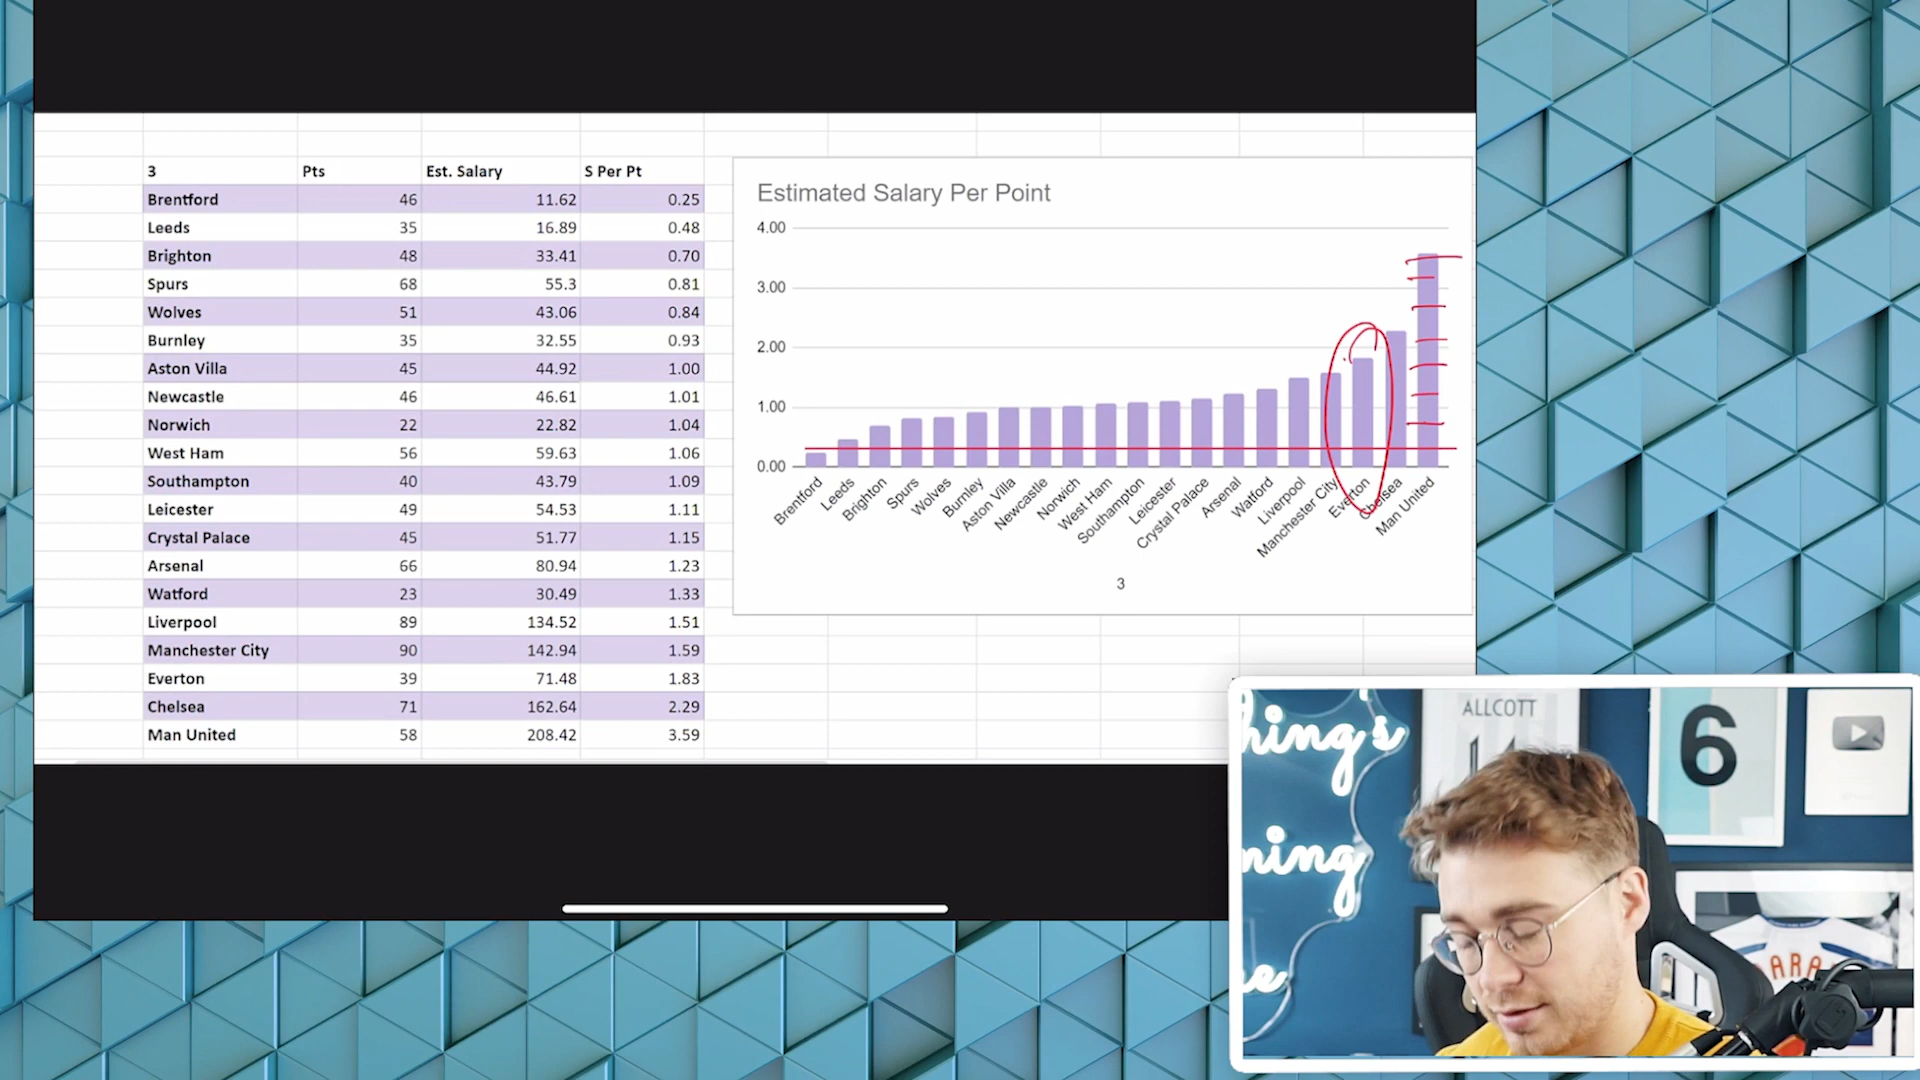 3 Pts Est. Salary S Per Pt
Brentford 46 11.62 0.25
Leeds 35 16.89 0.48
Brighton 48 33.41 0.70
Spurs 68 55.3 0.81
Wolves 51 43.06 0.84
Burnley 35 32.55 0.93
Aston Villa 45 44.92 1.00
Newcastle 46 46.61 1.01
Norwich 22 22.82 1.04
West Ham 56 59.63 1.06
Southampton 40 43.79 1.09
Leicester 49 54.53 1.11
Crystal Palace 45 51.77 1.15
Arsenal 66 80.94 1.23
Watford 23 30.49 1.33
Liverpool 89 134.52 1.51
Manchester City 90 142.94 1.59
Everton 39 71.48 1.83
Chelsea 71 162.64 2.29
Man United 58 208.42 3.59
Estimated Salary Per Point
4.00
3.00
2.00
1.00
0.00
Brentford
Leeds
Brighton
Spurs
Wolves
Burnley
Aston Villa
Newcastle
Norwich
West Ham
Southampton
Leicester
Crystal Palace
Arsenal
Watford
Liverpool
Manchester City
Everton
Chelsea
Man United
3
hing's
ning
ALLCOTT
6